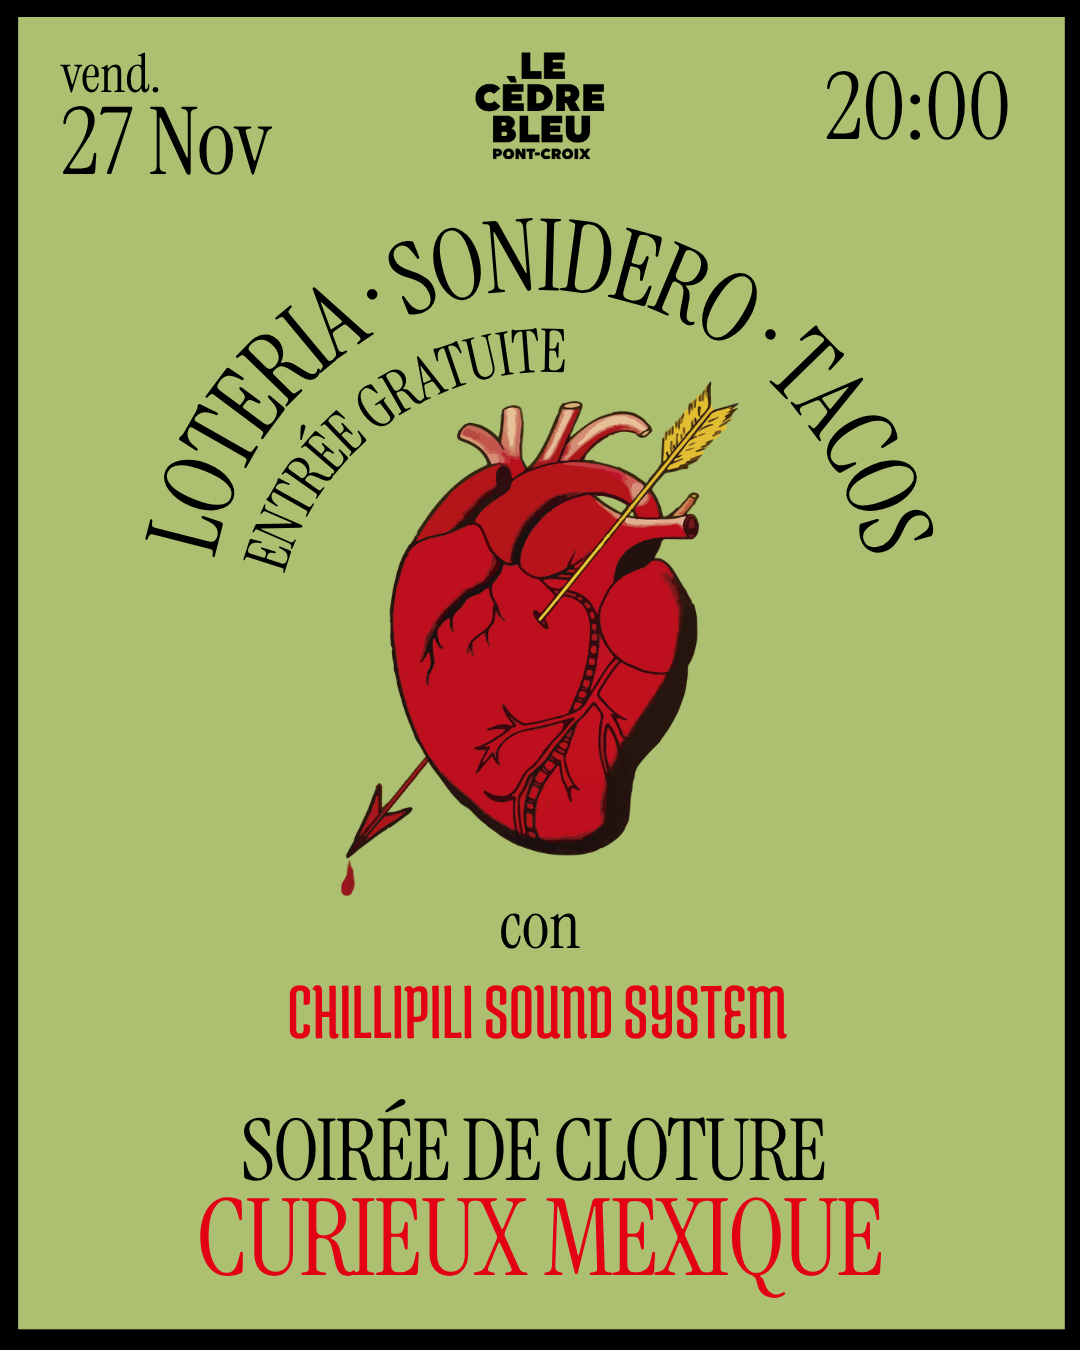 vend.
27 Nov
LE
CÈDRE
BLEU
PONT-CROIX
20:00
LOTERIA · SONIDERO · TACOS
ENTRÉE GRATUITE
con
CHILLIPILI SOUND SYSTEM
SOIRÉE DE CLOTURE
CURIEUX MEXIQUE